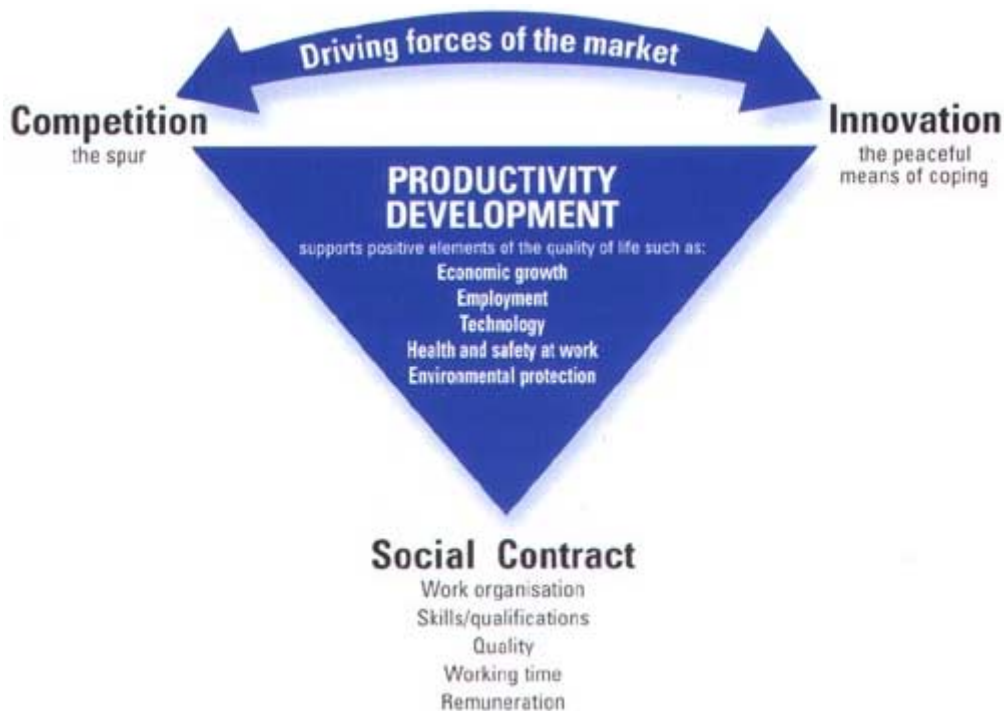 Driving forces of the market
Competition
the spur
Innovation
the peaceful
means of coping
PRODUCTIVITY
DEVELOPMENT
supports positive elements of the quality of life such as:
Economic growth
Employment
Technology
Health and safety at work
Environmental protection
Social Contract
Work organisation
Skills/qualifications
Quality
Working time
Remuneration